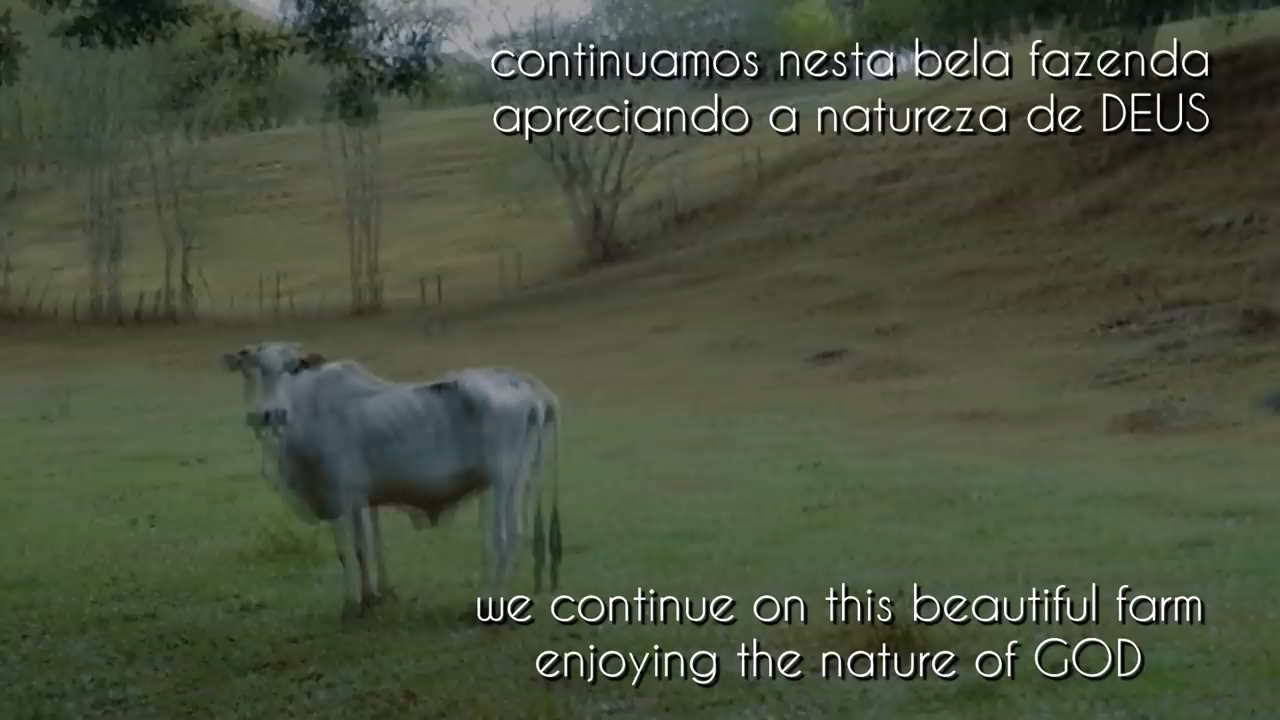 continuamos nesta bela fazenda
apreciando a natureza de DEUS
we continue on this beautiful farm
enjoying the nature of GOD